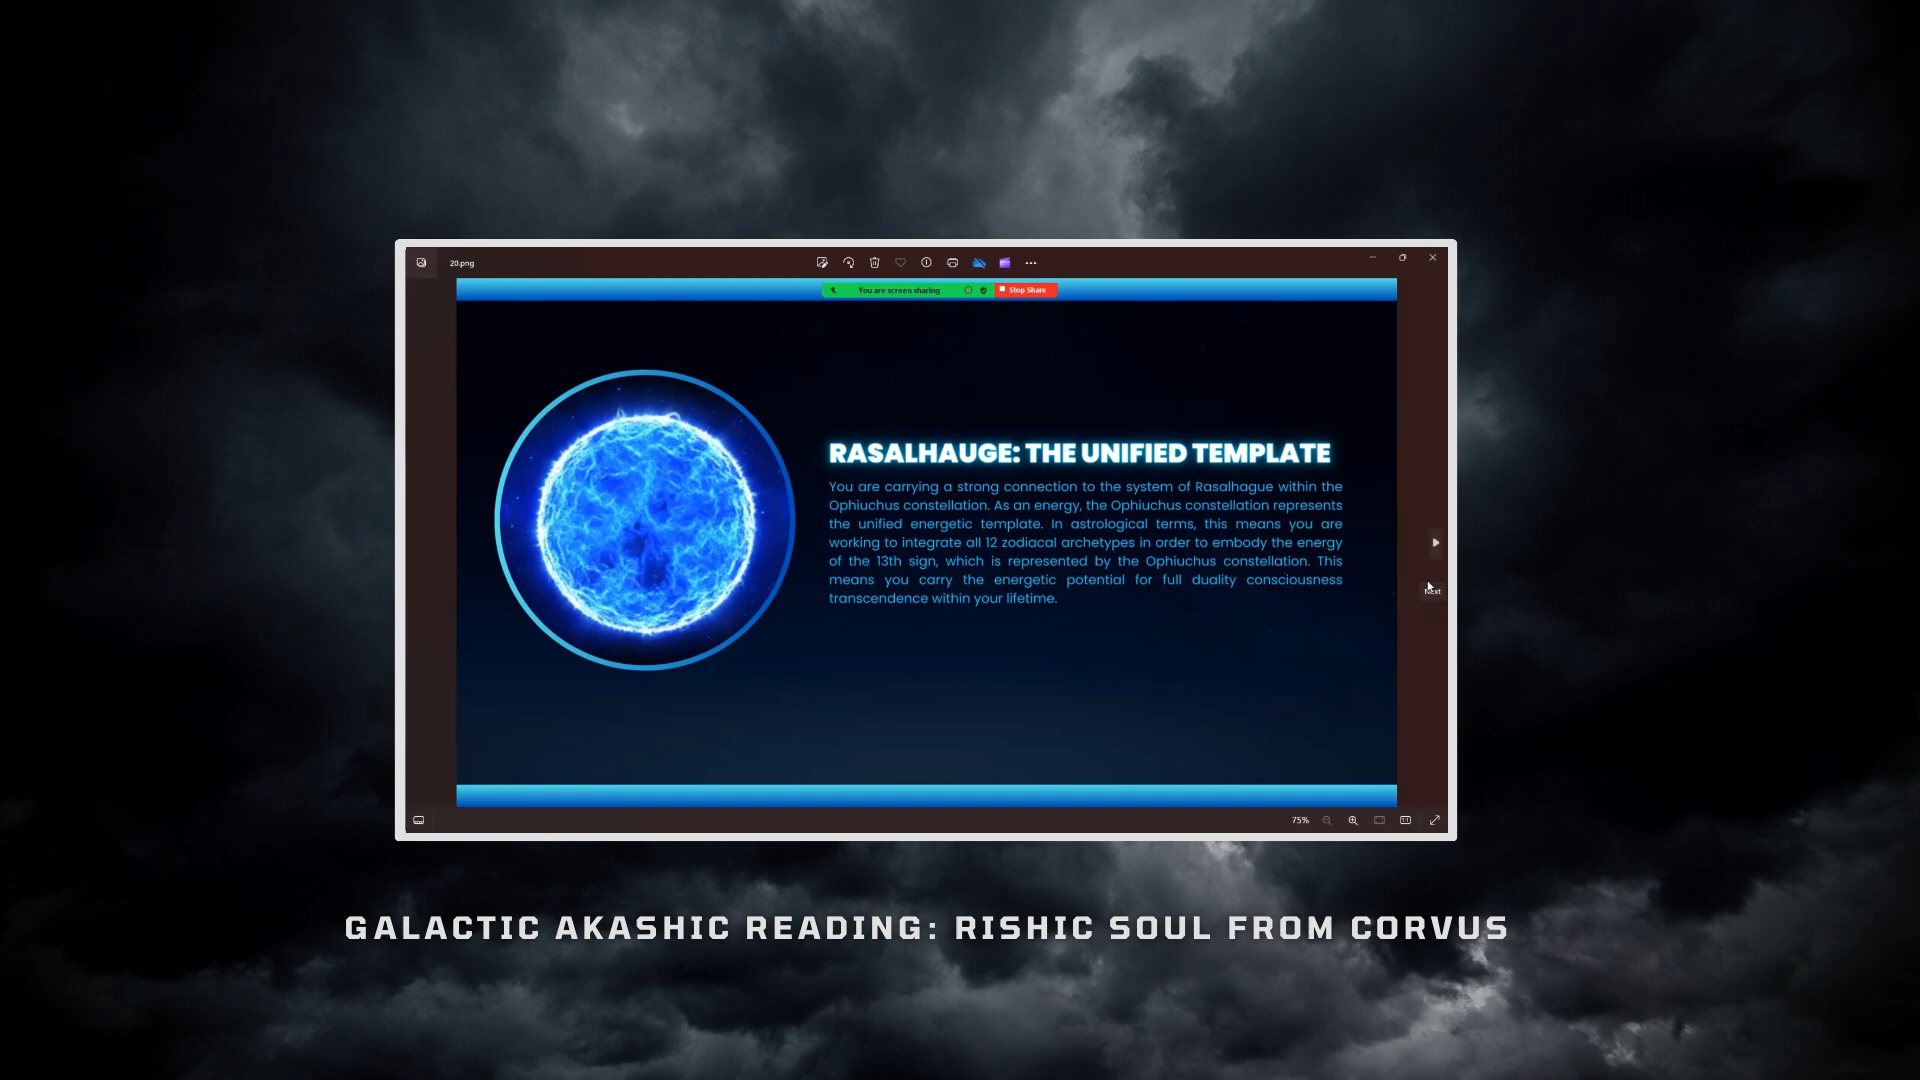 20.png
You are screen sharing
Stop Share
RASALHAUGE: THE UNIFIED TEMPLATE
You are carrying a strong connection to the system of Rasalhague within the
Ophiuchus constellation. As an energy, the Ophiuchus constellation represents
the unified energetic template. In astrological terms, this means you are
working to integrate all 12 zodiacal archetypes in order to embody the energy
of the 13th sign, which is represented by the Ophiuchus constellation. This
means you carry the energetic potential for full duality consciousness
transcendence within your lifetime.
Next
75%
GALACTIC AKASHIC READING: RISHIC SOUL FROM CORVUS